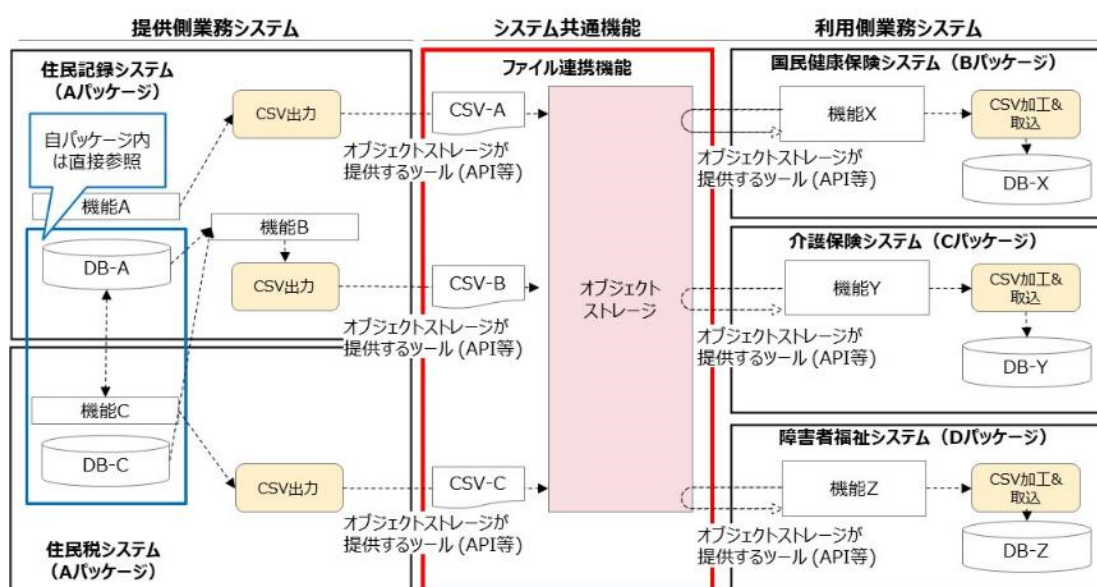 提供側業務システム
システム共通機能
利用側業務システム
住民記録システム
（Aパッケージ）
自パッケージ内
は直接参照
機能A
DB-A
CSV出力
機能B
CSV出力
機能C
DB-C
CSV出力
住民税システム
（Aパッケージ）
ファイル連携機能
CSV-A
オブジェクトストレージが
提供するツール (API等)
CSV-B
オブジェクトストレージが
提供するツール (API等)
CSV-C
オブジェクトストレージが
提供するツール (API等)
オブジェクト
ストレージ
国民健康保険システム（Bパッケージ）
機能X
CSV加工&
取込
オブジェクトストレージが
提供するツール (API等)
DB-X
介護保険システム（Cパッケージ）
機能Y
CSV加工&
取込
オブジェクトストレージが
提供するツール (API等)
DB-Y
障害者福祉システム（Dパッケージ）
機能Z
CSV加工&
取込
オブジェクトストレージが
提供するツール (API等)
DB-Z